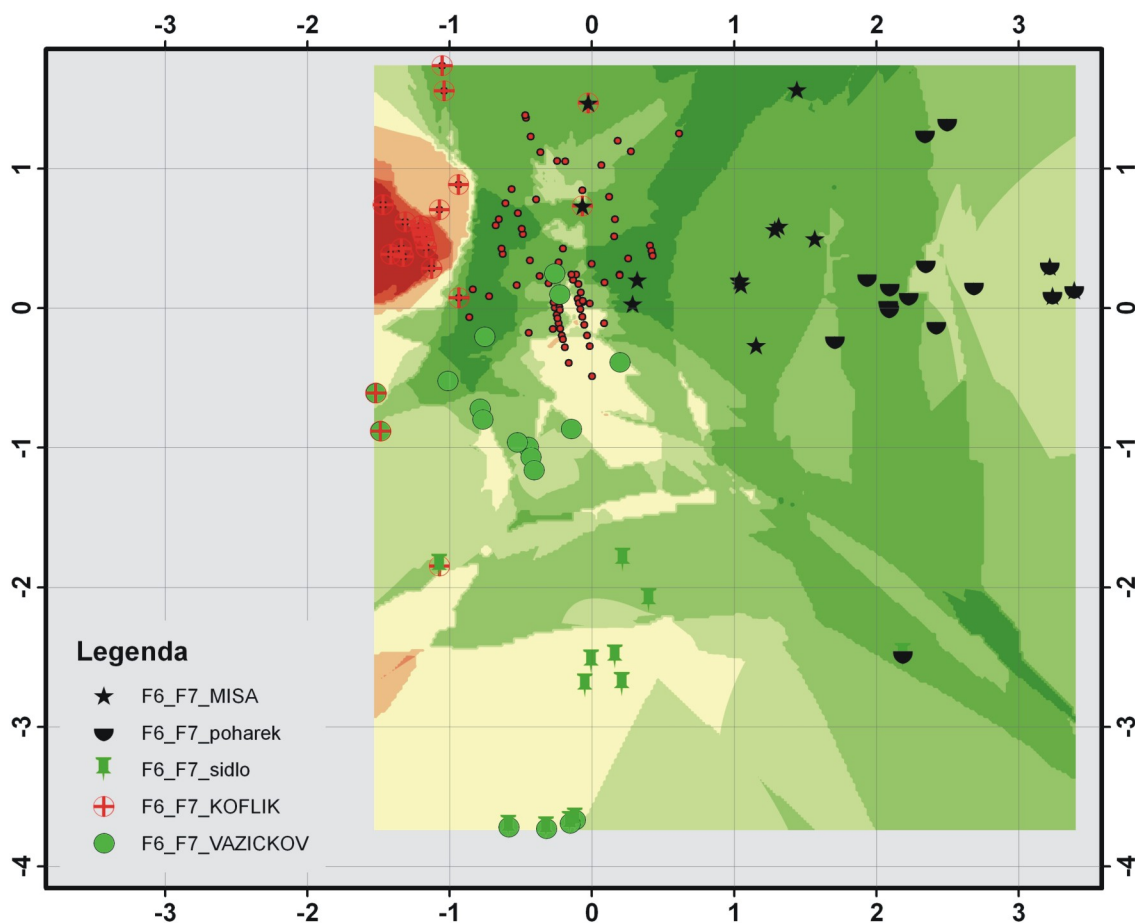 -3 -2 -1 0 1 2 3
1 1
0 0
-1 -1
-2 -2
-3 -3
-4 -4
Legenda
F6_F7_MISA
F6_F7_poharek
F6_F7_sidlo
F6_F7_KOFLIK
F6_F7_VAZICKOV
-3 -2 -1 0 1 2 3